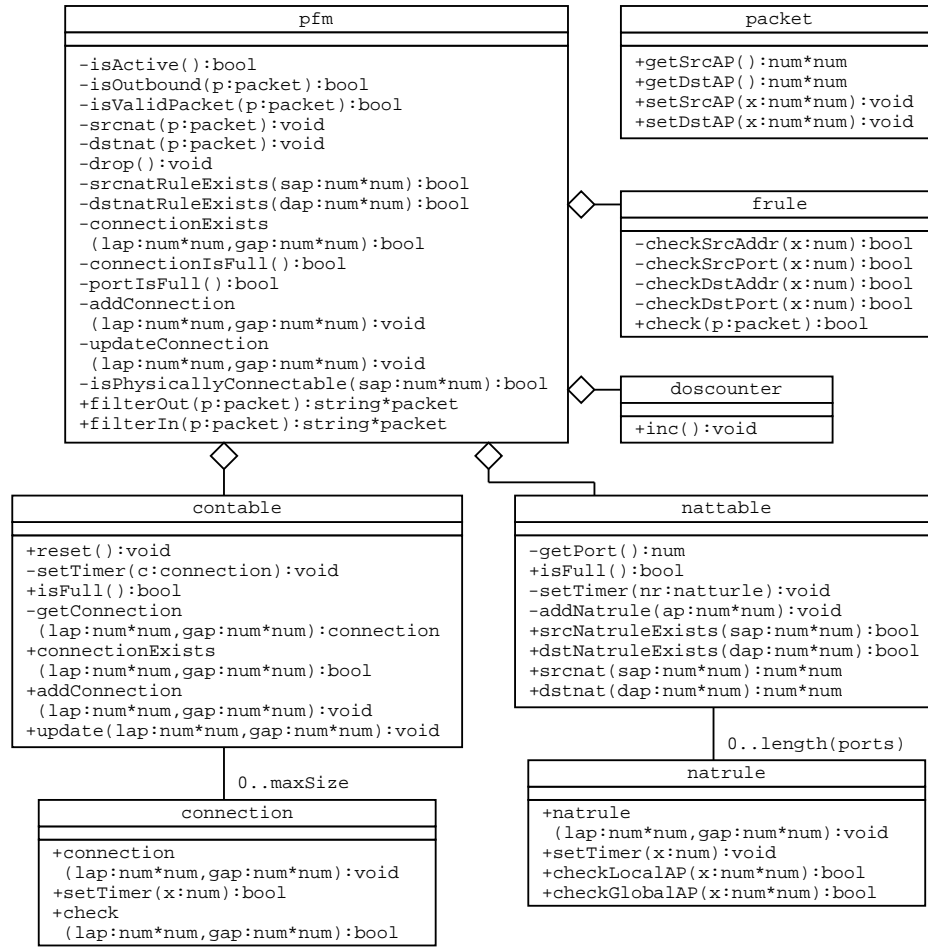 pfm
-isActive():bool
-isOutbound(p:packet):bool
-isValidPacket(p:packet):bool
-srcnat(p:packet):void
-dstnat(p:packet):void
-drop():void
-srcnatRuleExists(sap:num*num):bool
-dstnatRuleExists(dap:num*num):bool
-connectionExists
(lap:num*num,gap:num*num):bool
-connectionIsFull():bool
-portIsFull():bool
-addConnection
(lap:num*num,gap:num*num):void
-updateConnection
(lap:num*num,gap:num*num):void
-isPhysicallyConnectable(sap:num*num):bool
+filterOut(p:packet):string*packet
+filterIn(p:packet):string*packet
packet
+getSrcAP():num*num
+getDstAP():num*num
+setSrcAP(x:num*num):void
+setDstAP(x:num*num):void
frule
-checkSrcAddr(x:num):bool
-checkSrcPort(x:num):bool
-checkDstAddr(x:num):bool
-checkDstPort(x:num):bool
+check(p:packet):bool
doscounter
+inc():void
contable
+reset():void
-setTimer(c:connection):void
+isFull():bool
-getConnection
(lap:num*num,gap:num*num):connection
+connectionExists
(lap:num*num,gap:num*num):bool
+addConnection
(lap:num*num,gap:num*num):void
+update(lap:num*num,gap:num*num):void
nattable
-getPort():num
+isFull():bool
-setTimer(nr:natturle):void
-addNatrule(ap:num*num):void
+srcNatruleExists(sap:num*num):bool
+dstNatruleExists(dap:num*num):bool
+srcnat(sap:num*num):num*num
+dstnat(dap:num*num):num*num
0..maxSize
connection
+connection
(lap:num*num,gap:num*num):void
+setTimer(x:num):bool
+check
(lap:num*num,gap:num*num):bool
0..length(ports)
natrule
+natrule
(lap:num*num,gap:num*num):void
+setTimer(x:num):void
+checkLocalAP(x:num*num):bool
+checkGlobalAP(x:num*num):bool